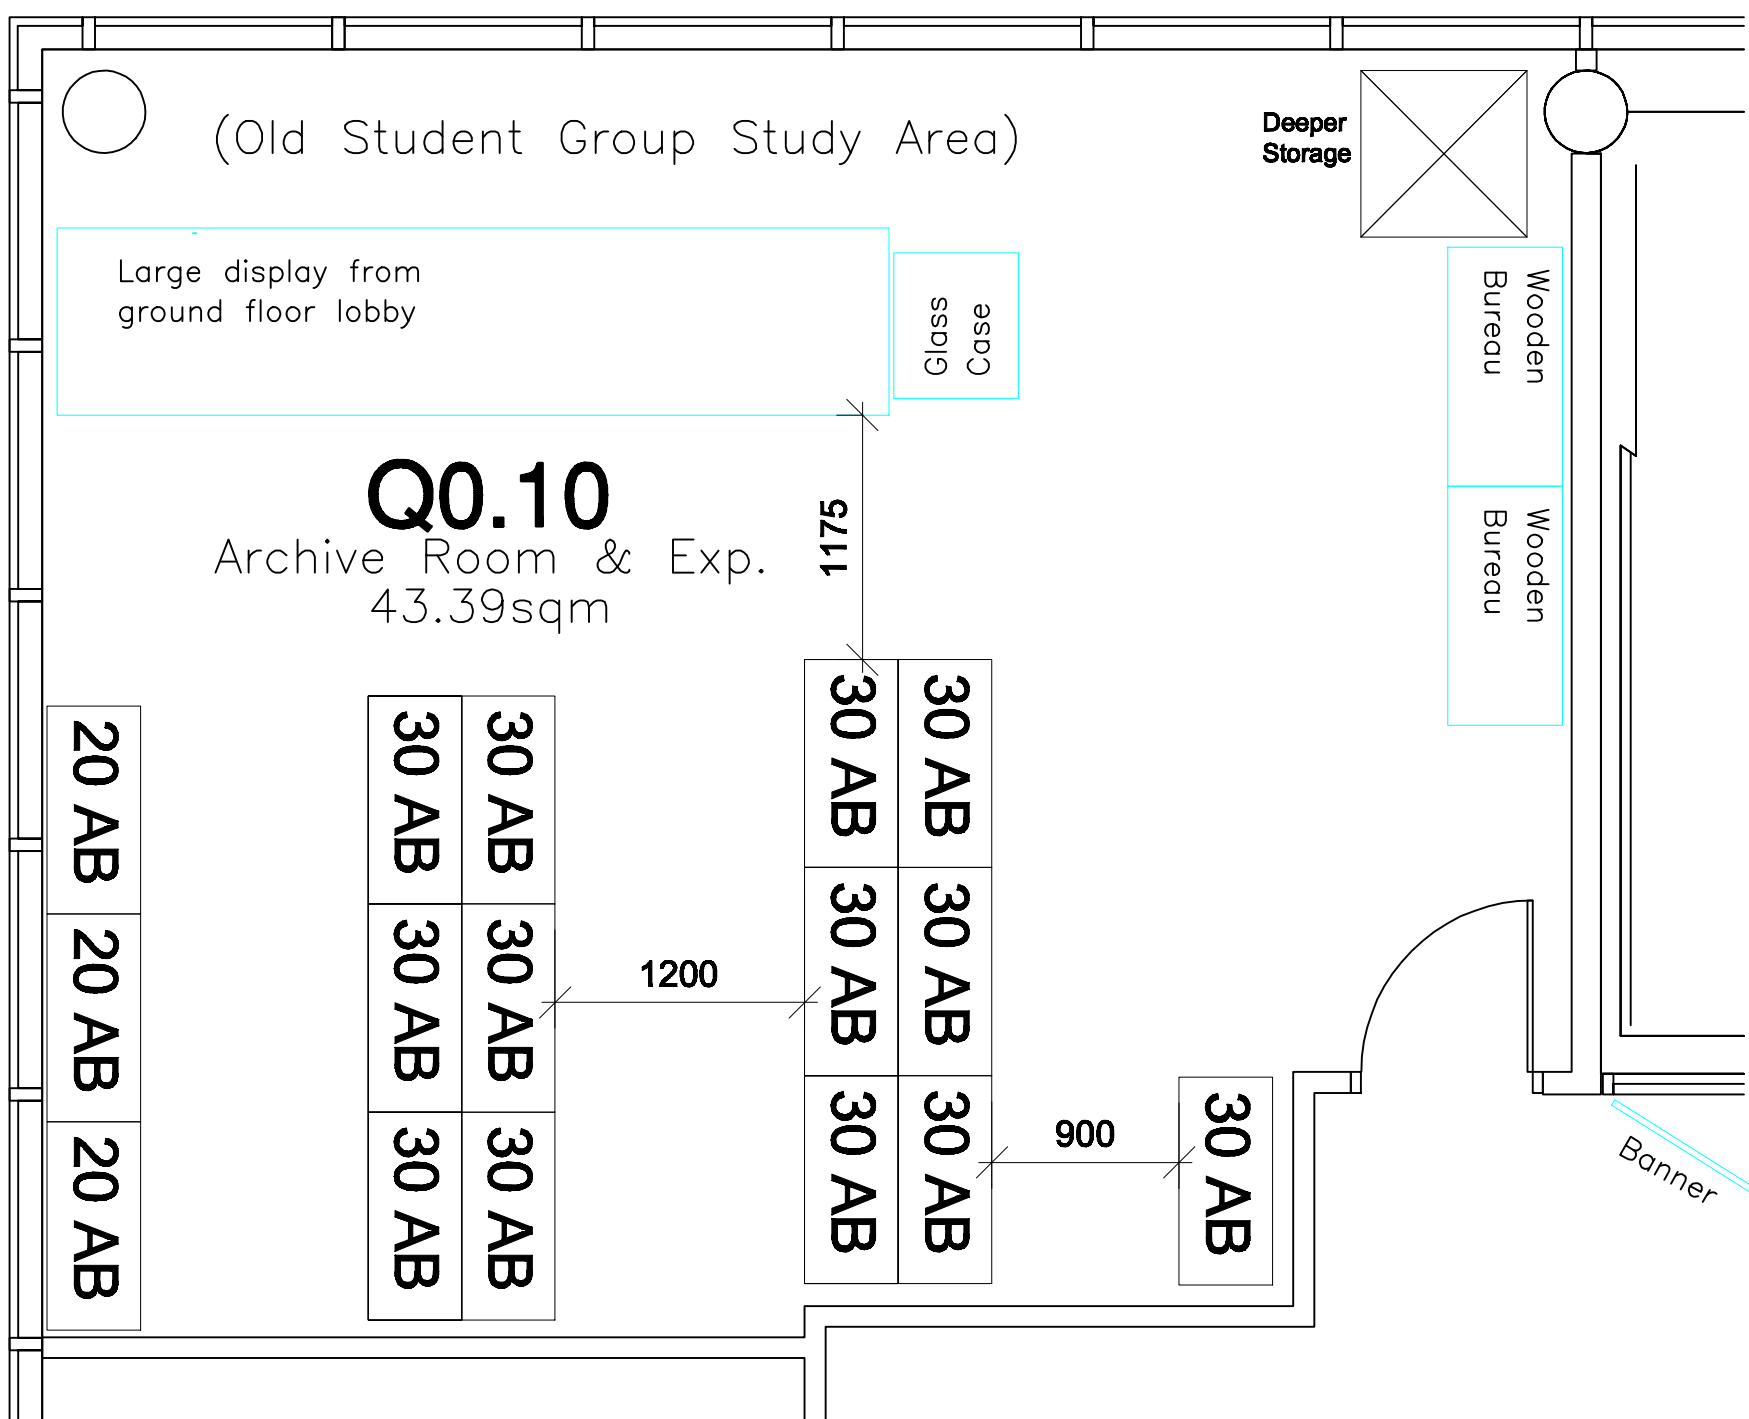 (Old Student Group Study Area)
Deeper
Storage
Large display from
ground floor lobby
Glass
Case
Wooden
Bureau
Wooden
Bureau
Q0.10
Archive Room & Exp.
43.39sqm
1175
20 AB
20 AB
20 AB
30 AB
30 AB
30 AB
30 AB
30 AB
30 AB
1200
30 AB
30 AB
30 AB
30 AB
30 AB
30 AB
900
30 AB
Banner